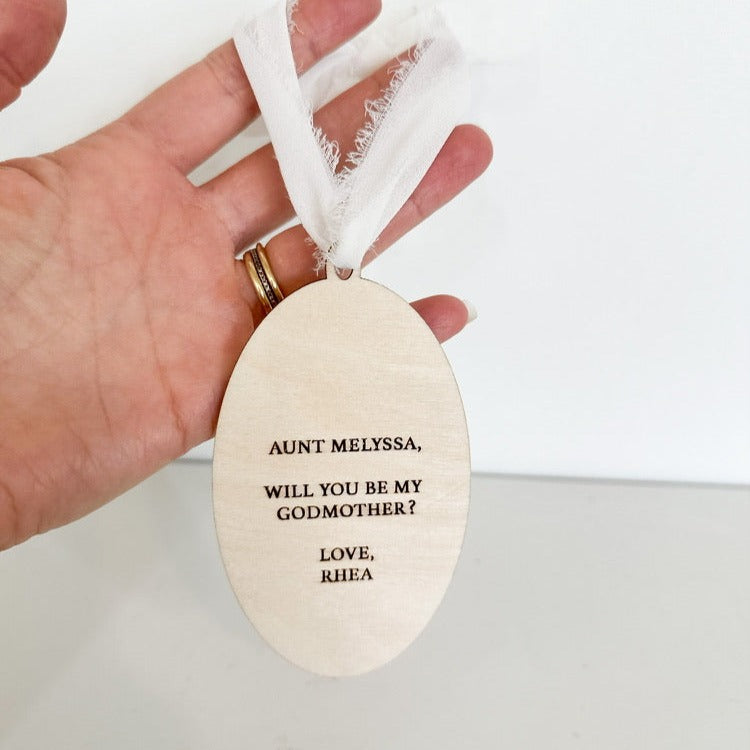 AUNT MELYSSA,
WILL YOU BE MY
GODMOTHER?
LOVE,
RHEA